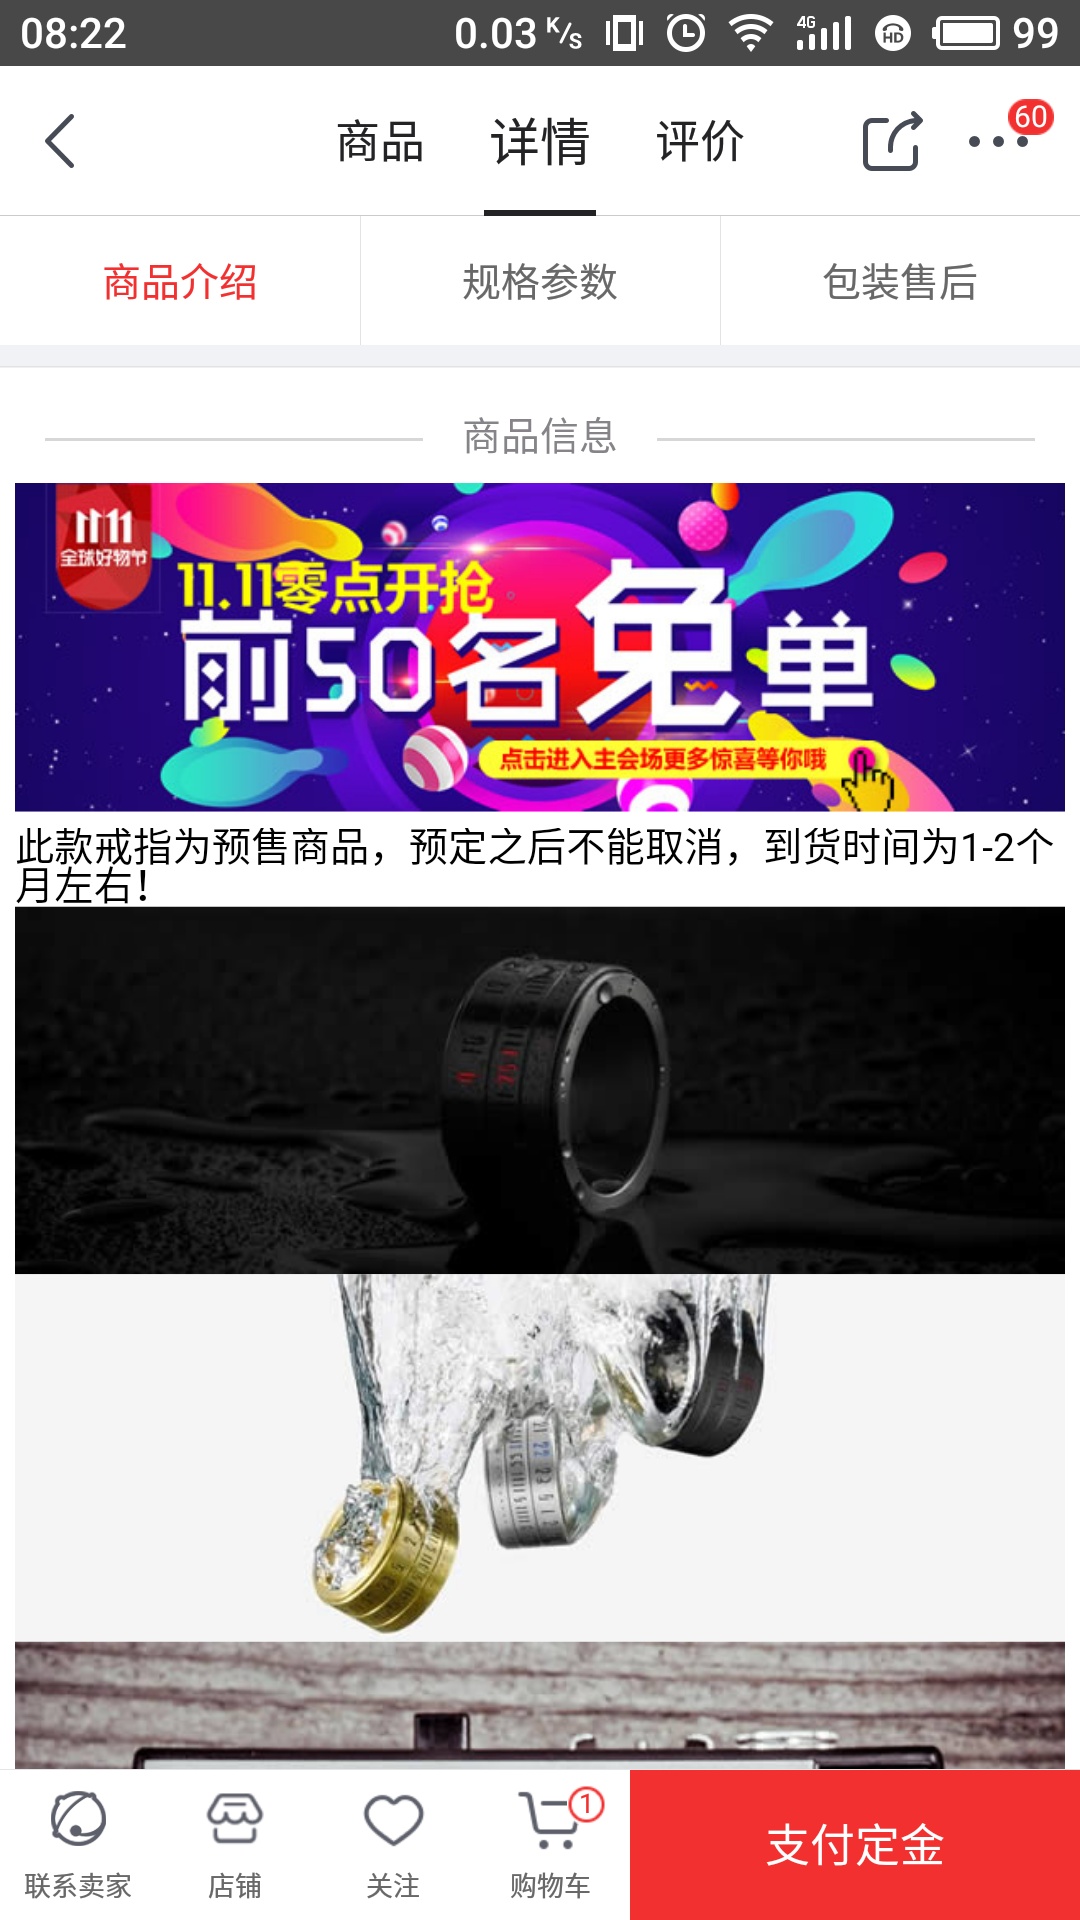 08:22 0.03 K/s 4G HD 99
商品 详情 评价 60
商品介绍 规格参数 包装售后
商品信息
11.11
全球好物节
11.11零点开抢
前50名免单
点击进入主会场更多惊喜等你哦
此款戒指为预售商品，预定之后不能取消，到货时间为1-2个
月左右！
1
联系卖家 店铺 关注 购物车 支付定金